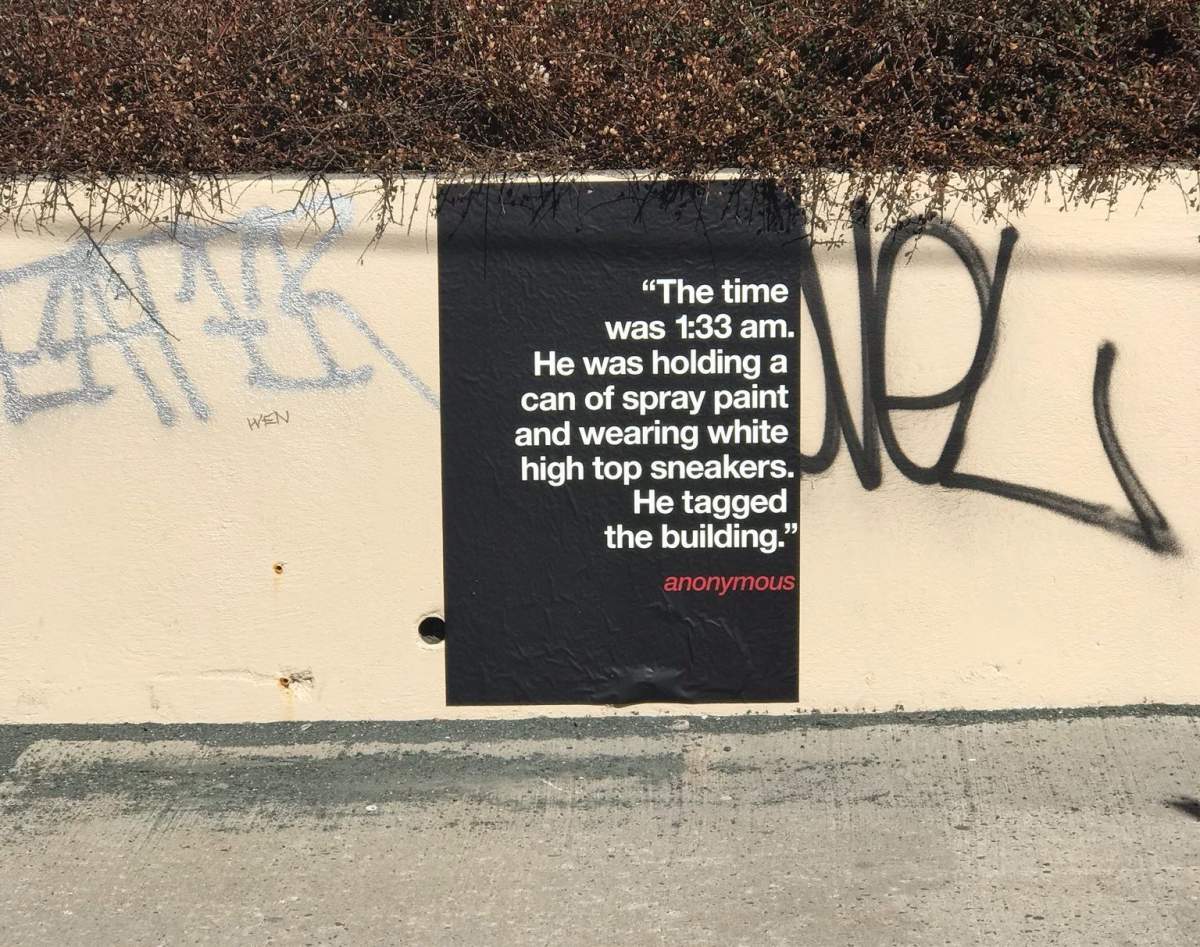 “The time
was 1:33 am.
He was holding a
can of spray paint
and wearing white
high top sneakers.
He tagged
the building.”
anonymous
WEN